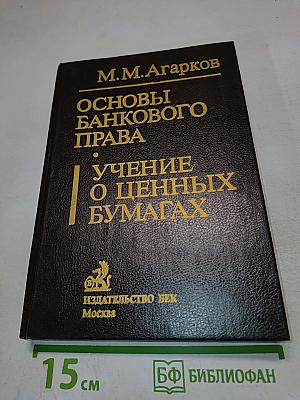 М.М.Агарков
ОСНОВЫ
БАНКОВОГО
ПРАВА
•
УЧЕНИЕ
О ЦЕННЫХ
БУМАГАХ
ИЗДАТЕЛЬСТВО БЕК
Москва
15 см
БФ БИБЛИОФАН